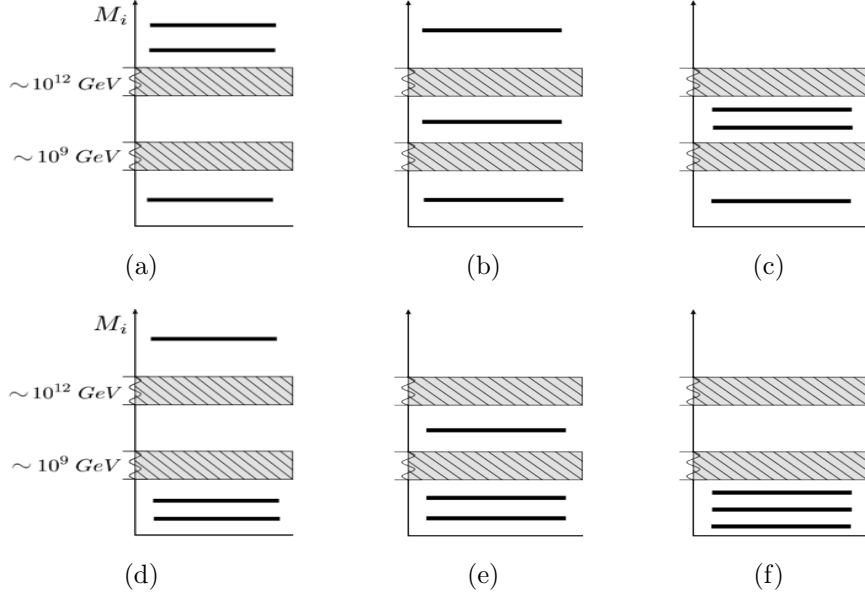 M_i
~ 10^{12} GeV
~ 10^9 GeV
(a) (b) (c)
M_i
~ 10^{12} GeV
~ 10^9 GeV
(d) (e) (f)